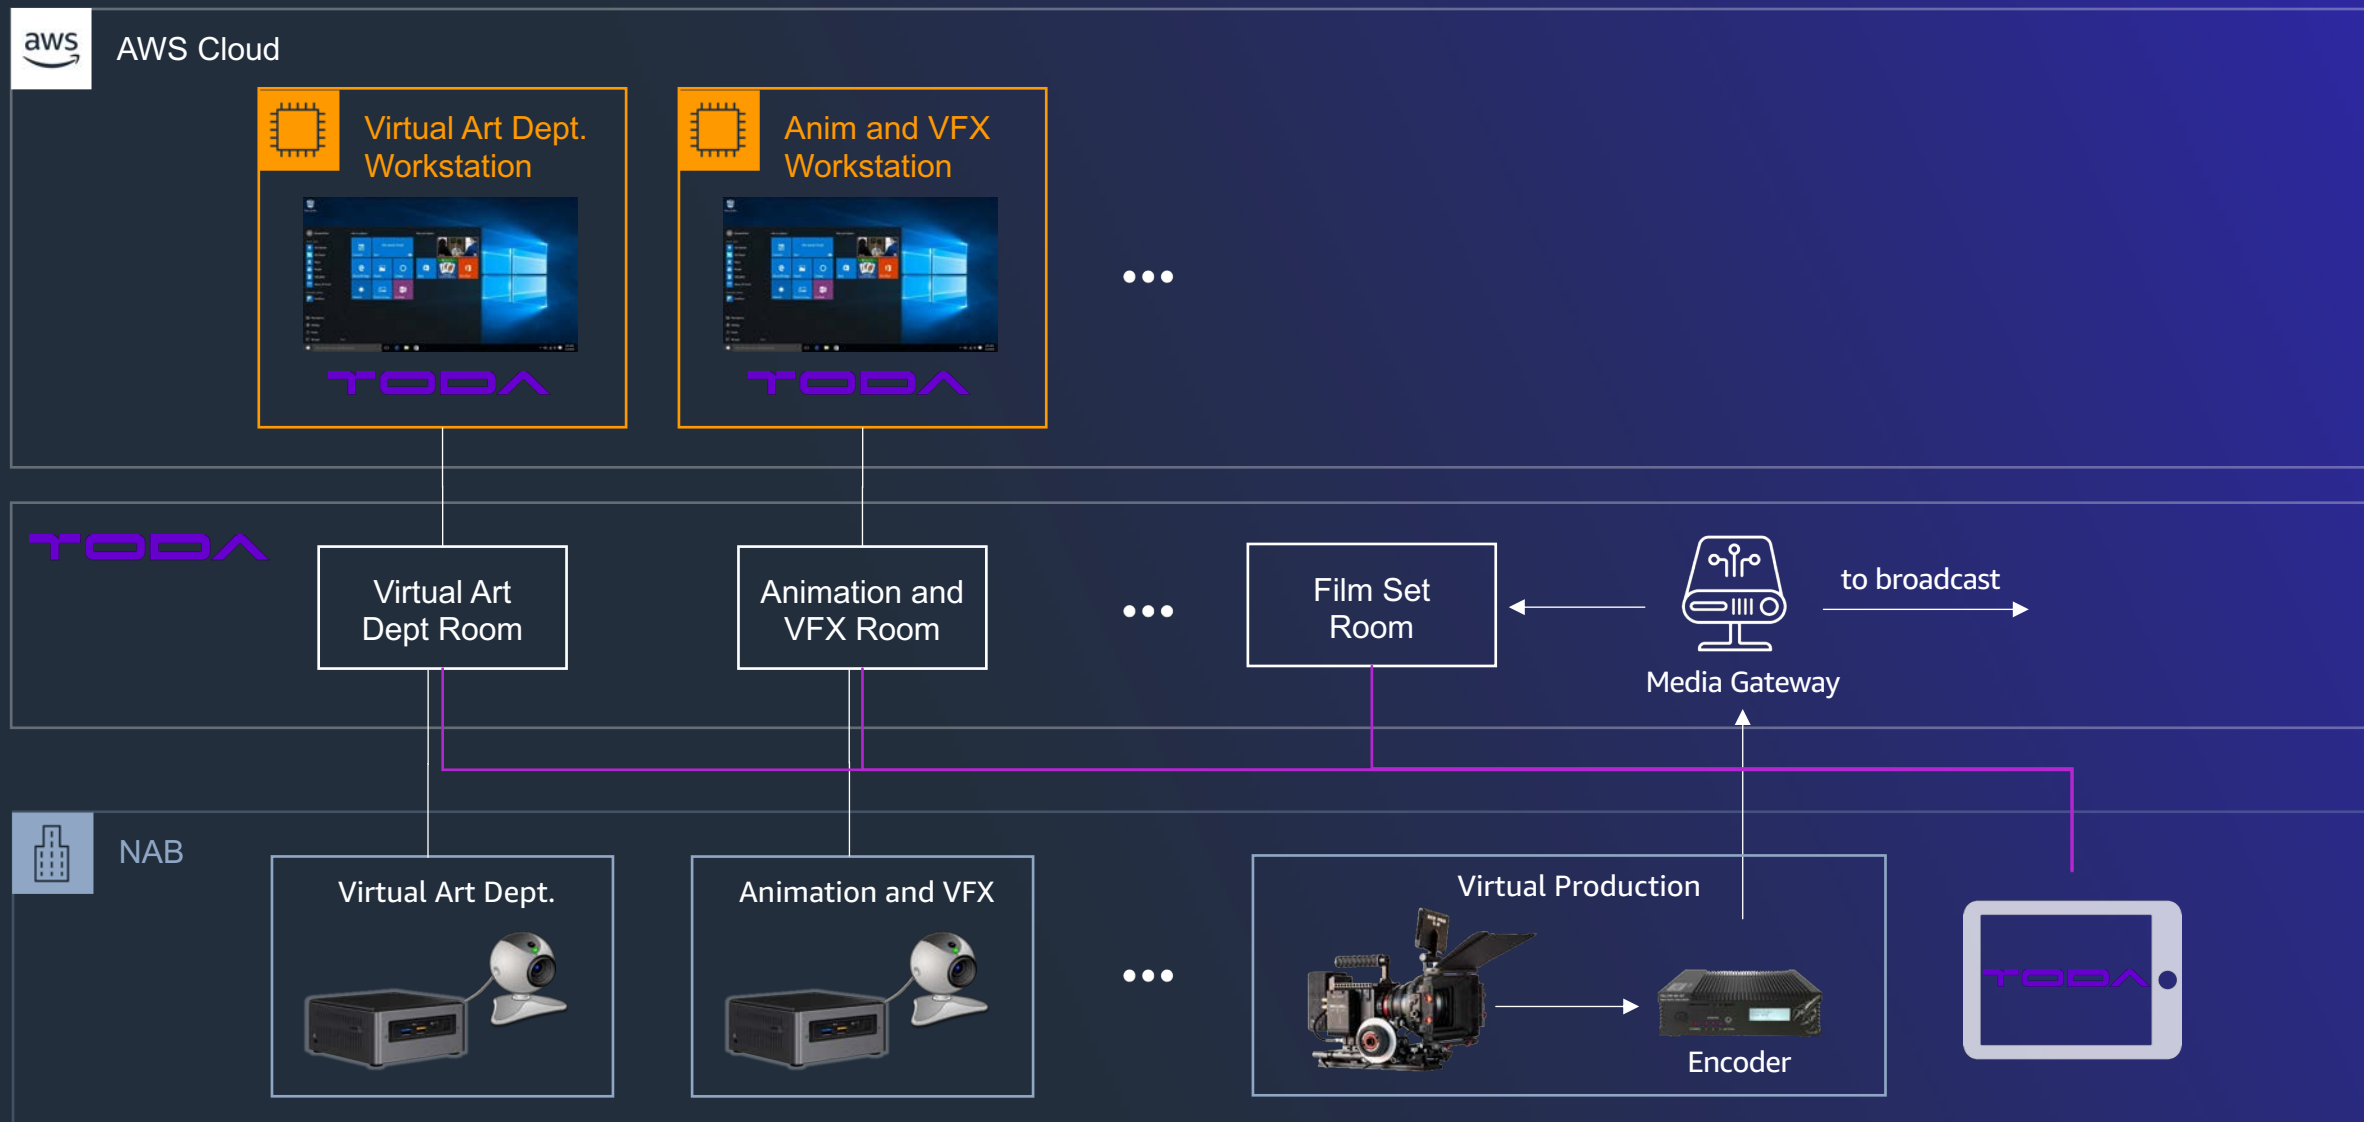 aws
AWS Cloud
Virtual Art Dept.
Workstation
Anim and VFX
Workstation
TODA
TODA
...
TODA
Virtual Art
Dept Room
Animation and
VFX Room
...
Film Set
Room
to broadcast
Media Gateway
NAB
Virtual Art Dept.
Animation and VFX
...
Virtual Production
Encoder
TODA